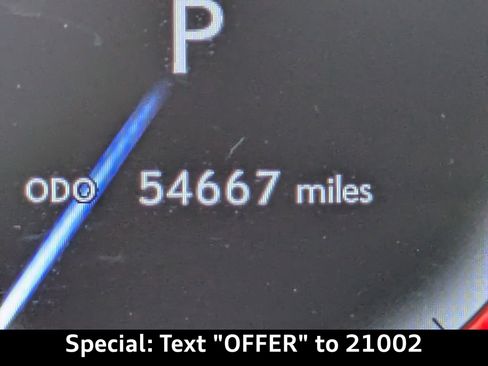 P
ODO 54667 miles
Special: Text "OFFER" to 21002